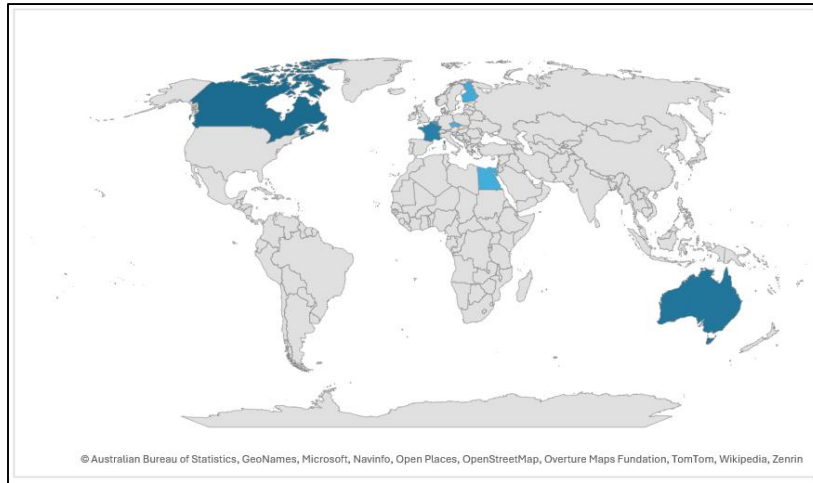 © Australian Bureau of Statistics, GeoNames, Microsoft, Navinfo, Open Places, OpenStreetMap, Overture Maps Fundation, TomTom, Wikipedia, Zenrin